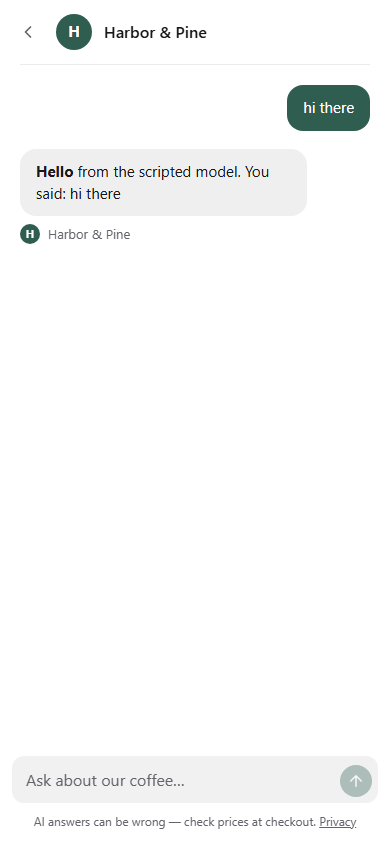 H
Harbor & Pine
hi there
Hello from the scripted model. You
said: hi there
H
Harbor & Pine
Ask about our coffee...
AI answers can be wrong — check prices at checkout. Privacy